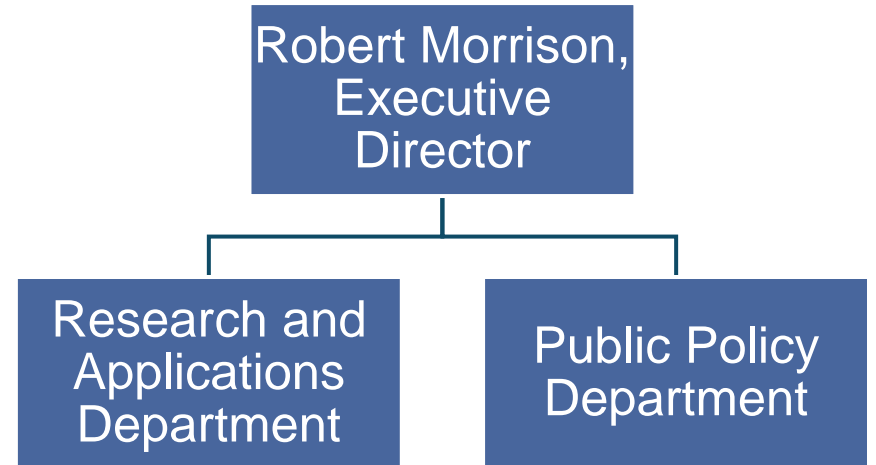 Robert Morrison,
Executive
Director
Research and
Applications
Department
Public Policy
Department